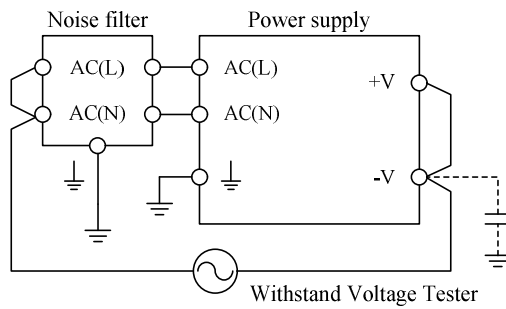 Noise filter
Power supply
AC(L)
AC(L)
+V
AC(N)
AC(N)
-V
Withstand Voltage Tester